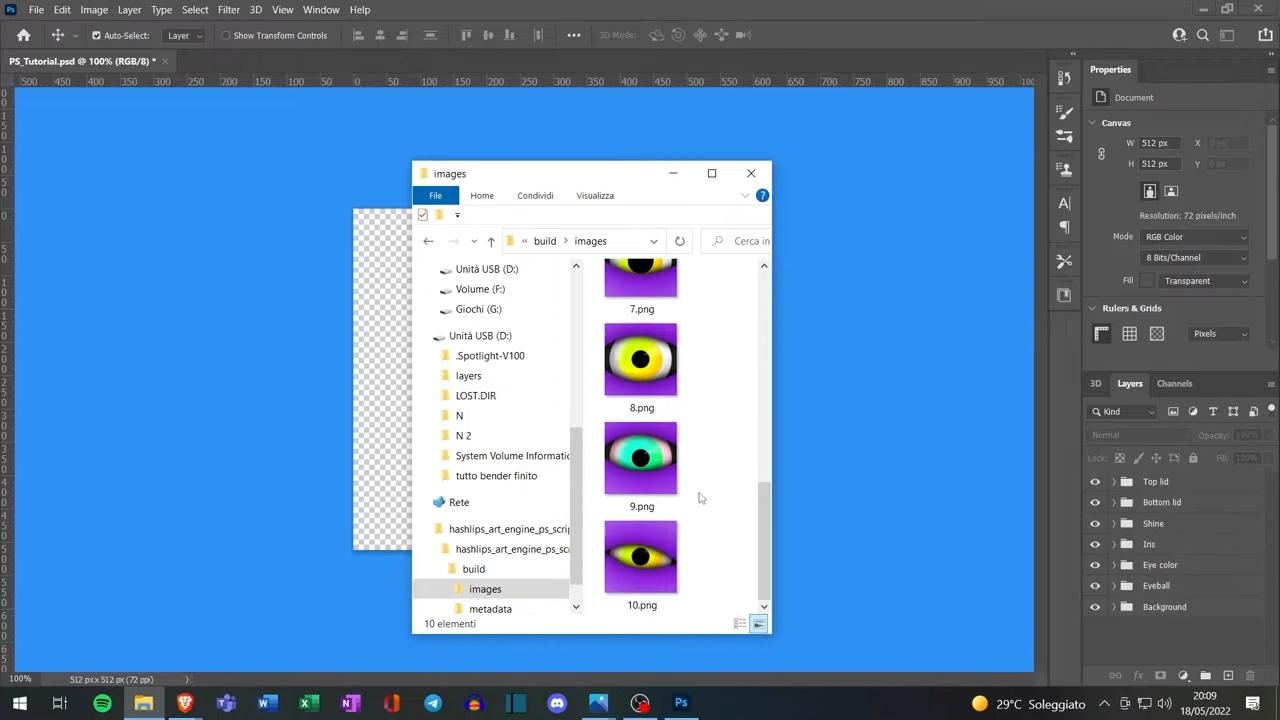 Ps File Edit Image Layer Type Select Filter 3D View Window Help
Auto-Select: Layer Show Transform Controls 3D Mode:
PS_Tutorial.psd @ 100% (RGB/8) *
500 450 400 350 300 250 200 150 100 50 0 50 100 150 200 250 300 350 400 450 500 550 600 650 700 750 800 850 900 950
images
File Home Condividi Visualizza
build images Cerca in
Unità USB (D:)
Volume (F:)
Giochi (G:)
Unità USB (D:)
.Spotlight-V100
layers
LOST.DIR
N
N 2
System Volume Informatic
tutto bender finito
Rete
hashlips_art_engine_ps_scrip
hashlips_art_engine_ps_sc
build
images
metadata
7.png
8.png
9.png
10.png
10 elementi
Properties
Document
Canvas
W 512 px X 0 px
H 512 px Y 0 px
Resolution: 72 pixels/inch
Mode RGB Color
8 Bits/Channel
Fill Transparent
Rulers & Grids
Pixels
3D Layers Channels
Kind
Normal Opacity: 100%
Lock: Fill: 100%
Top lid
Bottom lid
Shine
Iris
Eye color
Eyeball
Background
100% 512 px x 512 px (72 ppi)
29°C Soleggiato
20:09
18/05/2022